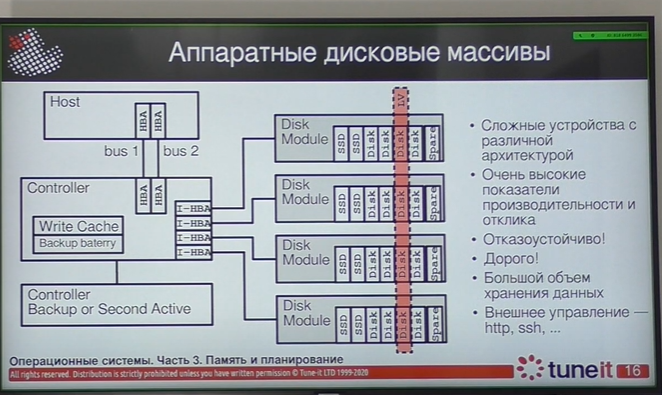 Аппаратные дисковые массивы
Host
HBA
HBA
bus 1
bus 2
Controller
HBA
HBA
Write Cache
Backup baterry
I-HBA
I-HBA
I-HBA
I-HBA
Controller
Backup or Second Active
LV
Disk
Module
SSD
SSD
Disk
Disk
Disk
Disk
Spare
Disk
Module
SSD
SSD
Disk
Disk
Disk
Disk
Spare
Disk
Module
SSD
SSD
Disk
Disk
Disk
Disk
Spare
Disk
Module
SSD
SSD
Disk
Disk
Disk
Disk
Spare
• Сложные устройства с
различной
архитектурой
• Очень высокие
показатели
производительности и
отклика
• Отказоустойчиво!
• Дорого!
• Большой объем
хранения данных
• Внешнее управление —
http, ssh, ...
Операционные системы. Часть 3. Память и планирование
All rights reserved. Distribution is strictly prohibited unless you have written permission © Tune-it LTD 1999-2020
tuneit
16